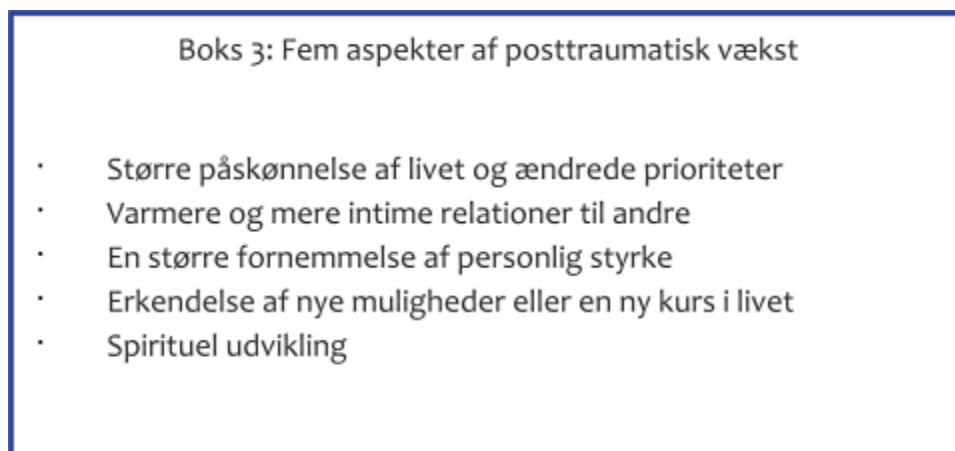 Boks 3: Fem aspekter af posttraumatisk vækst
· Større påskønnelse af livet og ændrede prioriteter
· Varmere og mere intime relationer til andre
· En større fornemmelse af personlig styrke
· Erkendelse af nye muligheder eller en ny kurs i livet
· Spirituel udvikling